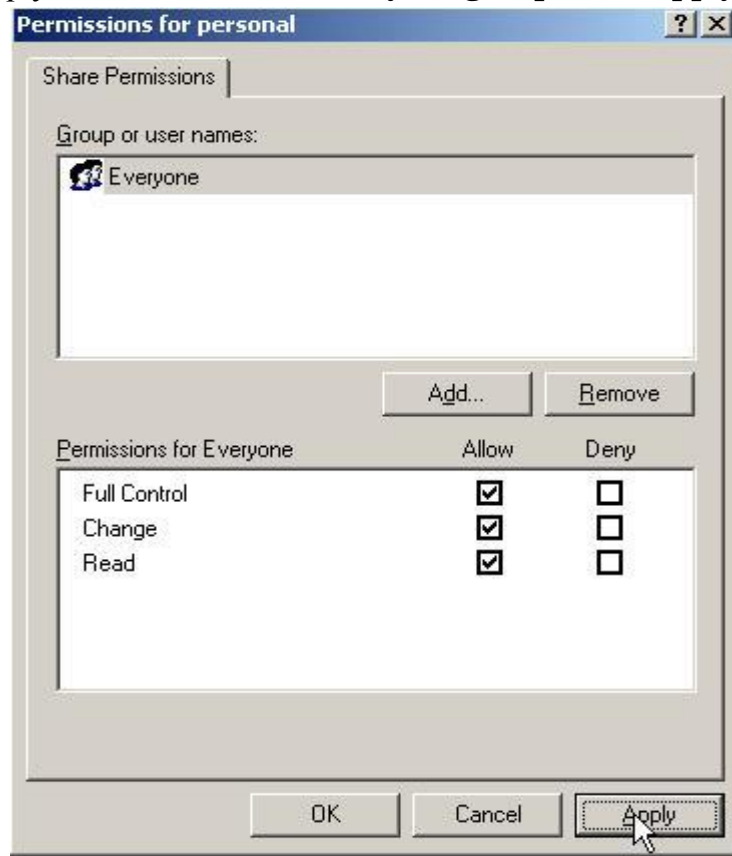 Permissions for personal
Share Permissions
Group or user names:
Everyone
Add... Remove
Permissions for Everyone Allow Deny
Full Control
Change
Read
OK Cancel Apply